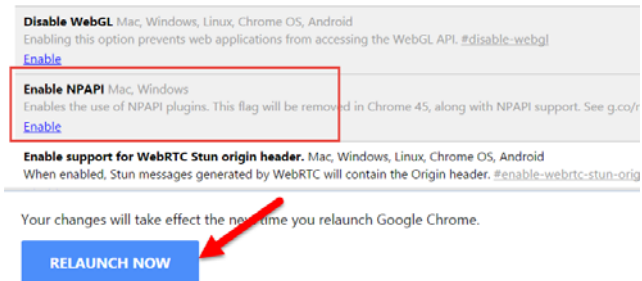 Disable WebGL Mac, Windows, Linux, Chrome OS, Android
Enabling this option prevents web applications from accessing the WebGL API. #disable-webgl
Enable
Enable NPAPI Mac, Windows
Enables the use of NPAPI plugins. This flag will be removed in Chrome 45, along with NPAPI support. See g.co/
Enable
Enable support for WebRTC Stun origin header. Mac, Windows, Linux, Chrome OS, Android
When enabled, Stun messages generated by WebRTC will contain the Origin header. #enable-webrtc-stun-orig
Your changes will take effect the next time you relaunch Google Chrome.
RELAUNCH NOW